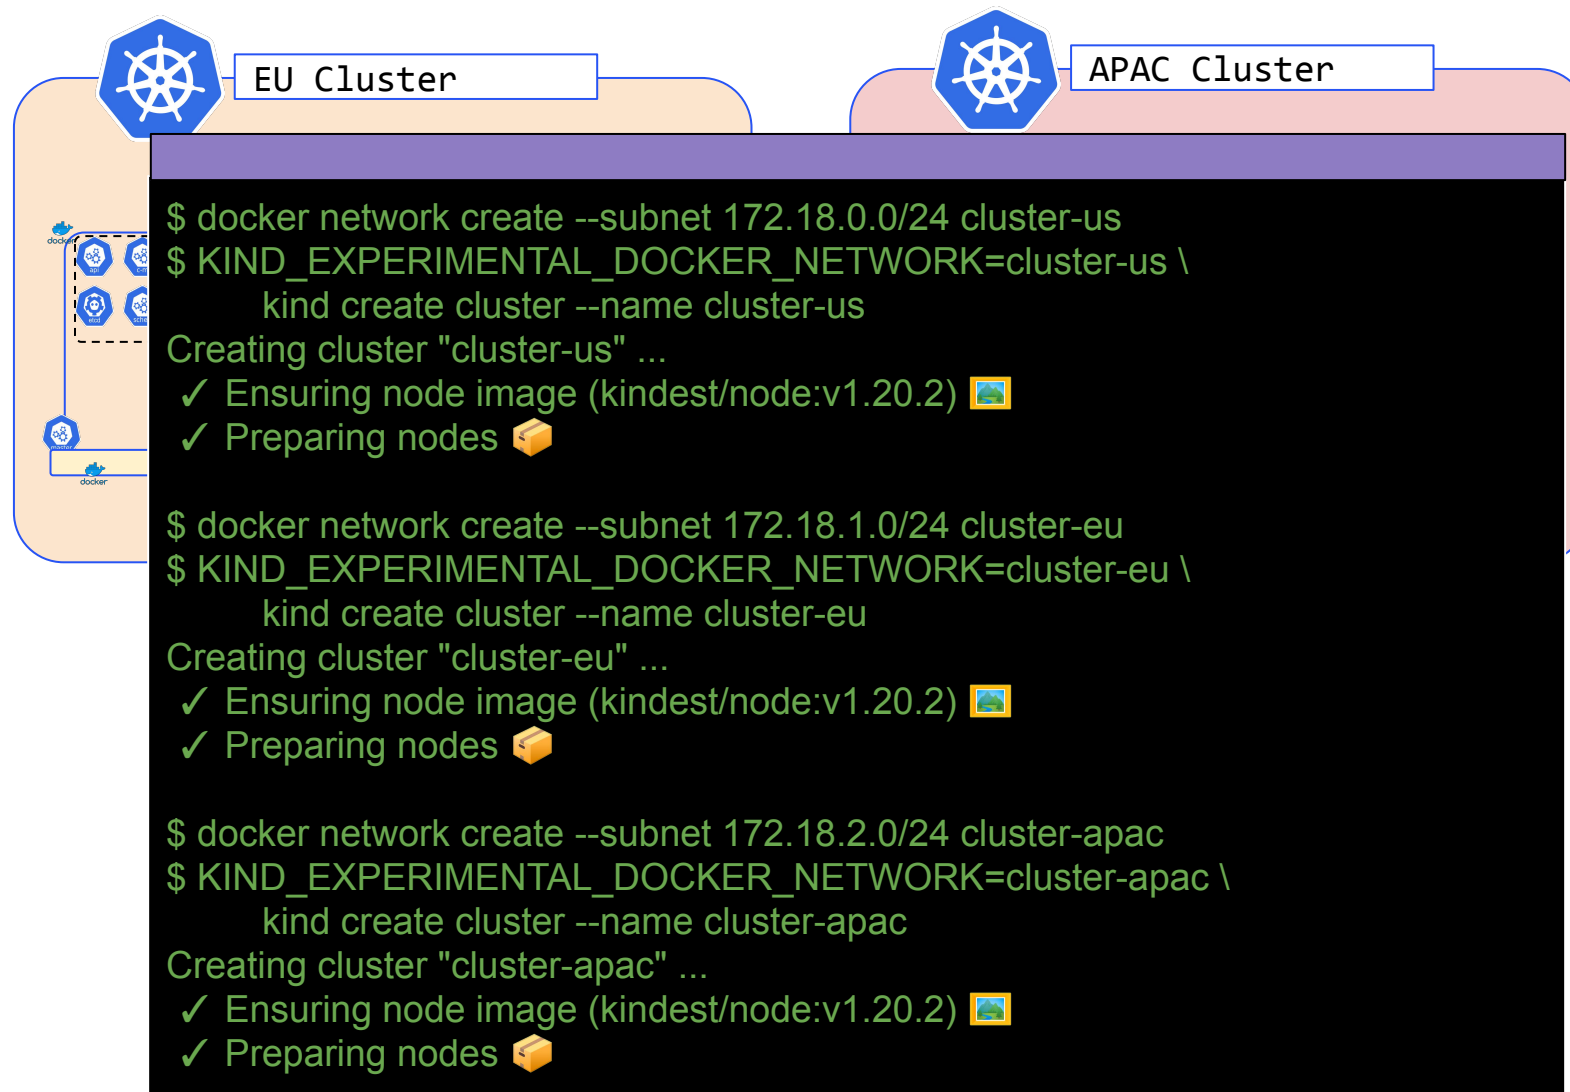 EU Cluster
APAC Cluster
docker
api
etcd
master
docker
$ docker network create --subnet 172.18.0.0/24 cluster-us
$ KIND_EXPERIMENTAL_DOCKER_NETWORK=cluster-us \
kind create cluster --name cluster-us
Creating cluster "cluster-us" ...
✓ Ensuring node image (kindest/node:v1.20.2) 🖼
✓ Preparing nodes 📦
$ docker network create --subnet 172.18.1.0/24 cluster-eu
$ KIND_EXPERIMENTAL_DOCKER_NETWORK=cluster-eu \
kind create cluster --name cluster-eu
Creating cluster "cluster-eu" ...
✓ Ensuring node image (kindest/node:v1.20.2) 🖼
✓ Preparing nodes 📦
$ docker network create --subnet 172.18.2.0/24 cluster-apac
$ KIND_EXPERIMENTAL_DOCKER_NETWORK=cluster-apac \
kind create cluster --name cluster-apac
Creating cluster "cluster-apac" ...
✓ Ensuring node image (kindest/node:v1.20.2) 🖼
✓ Preparing nodes 📦